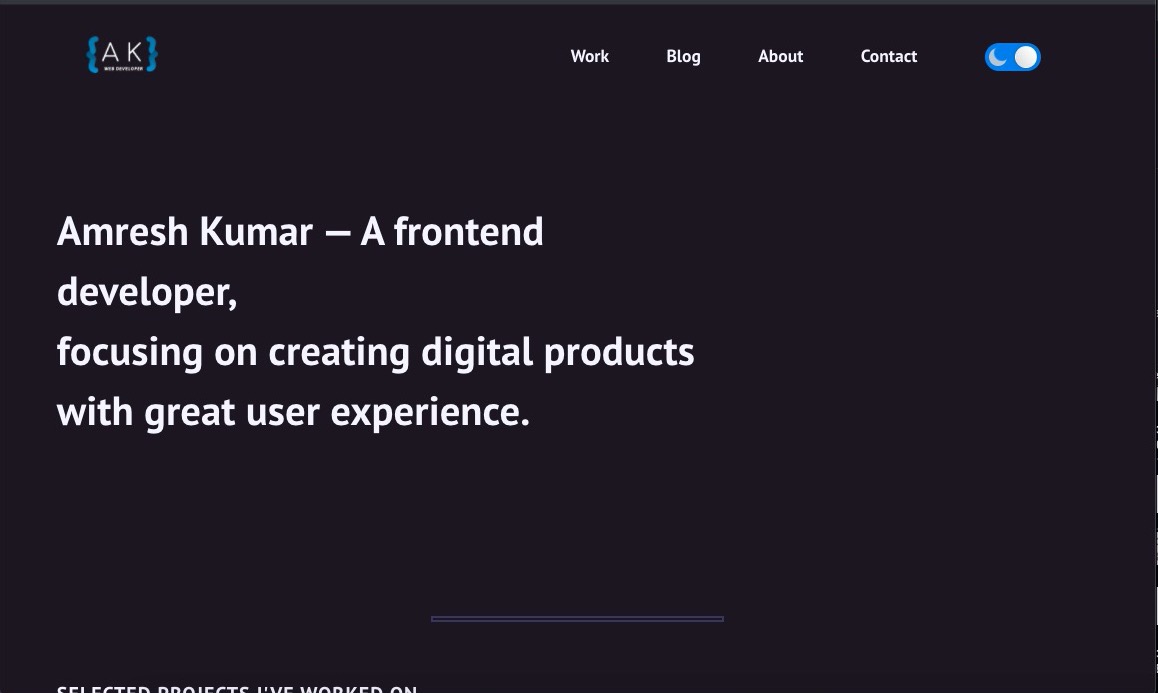 {AK}
WEB DEVELOPER
Work Blog About Contact
Amresh Kumar — A frontend
developer,
focusing on creating digital products
with great user experience.
SELECTED PROJECTS I'VE WORKED ON